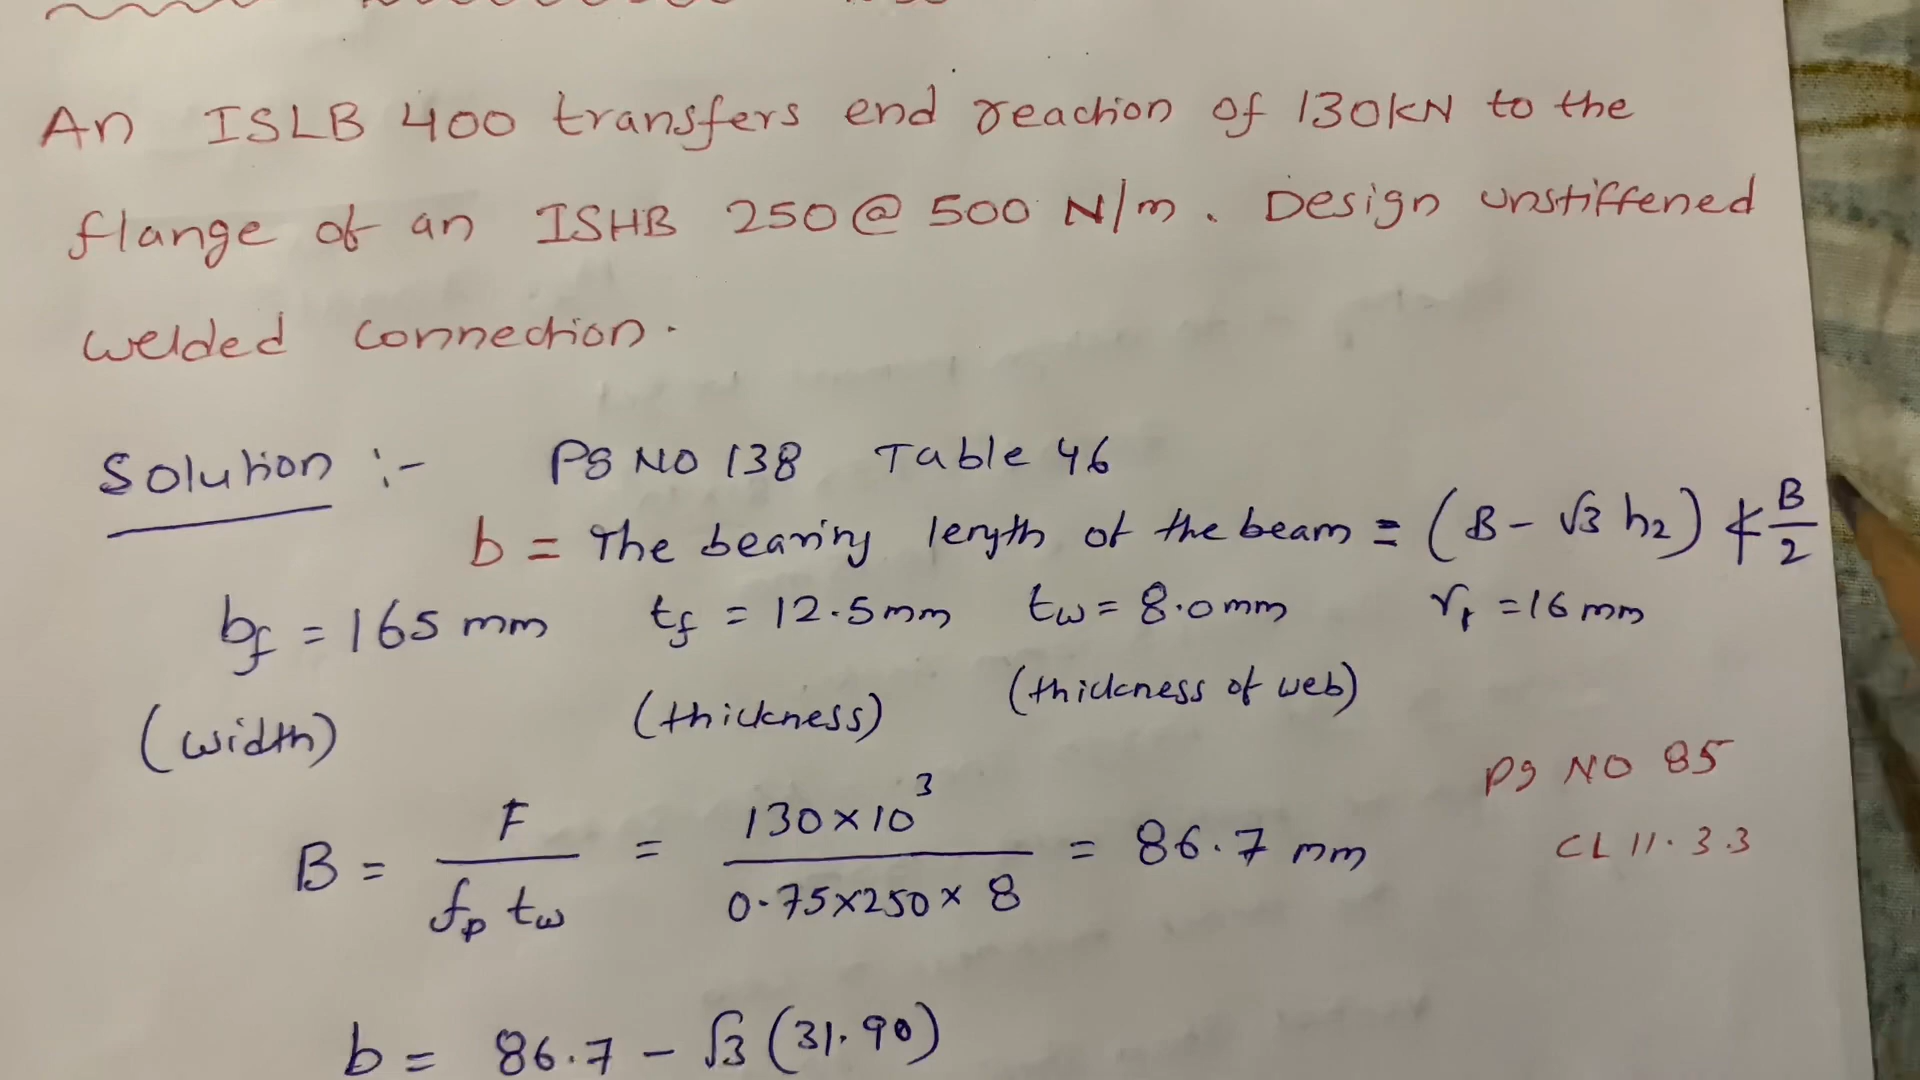 An ISLB 400 transfers end reaction of 130kN to the
flange of an ISHB 250 @ 500 N/m. Design unstiffened
welded connection.
Solution :- Pg NO 138 Table 46
b = The bearing length of the beam = (B - √3 h2) ≮ B/2
bf = 165 mm tf = 12.5mm tw = 8.0mm r1 = 16 mm
(width) (thickness) (thickness of web)
Pg NO 85
CL 11.3.3
B = F / (fp tw) = 130×10³ / (0.75×250×8) = 86.7 mm
b = 86.7 - √3 (31.90)